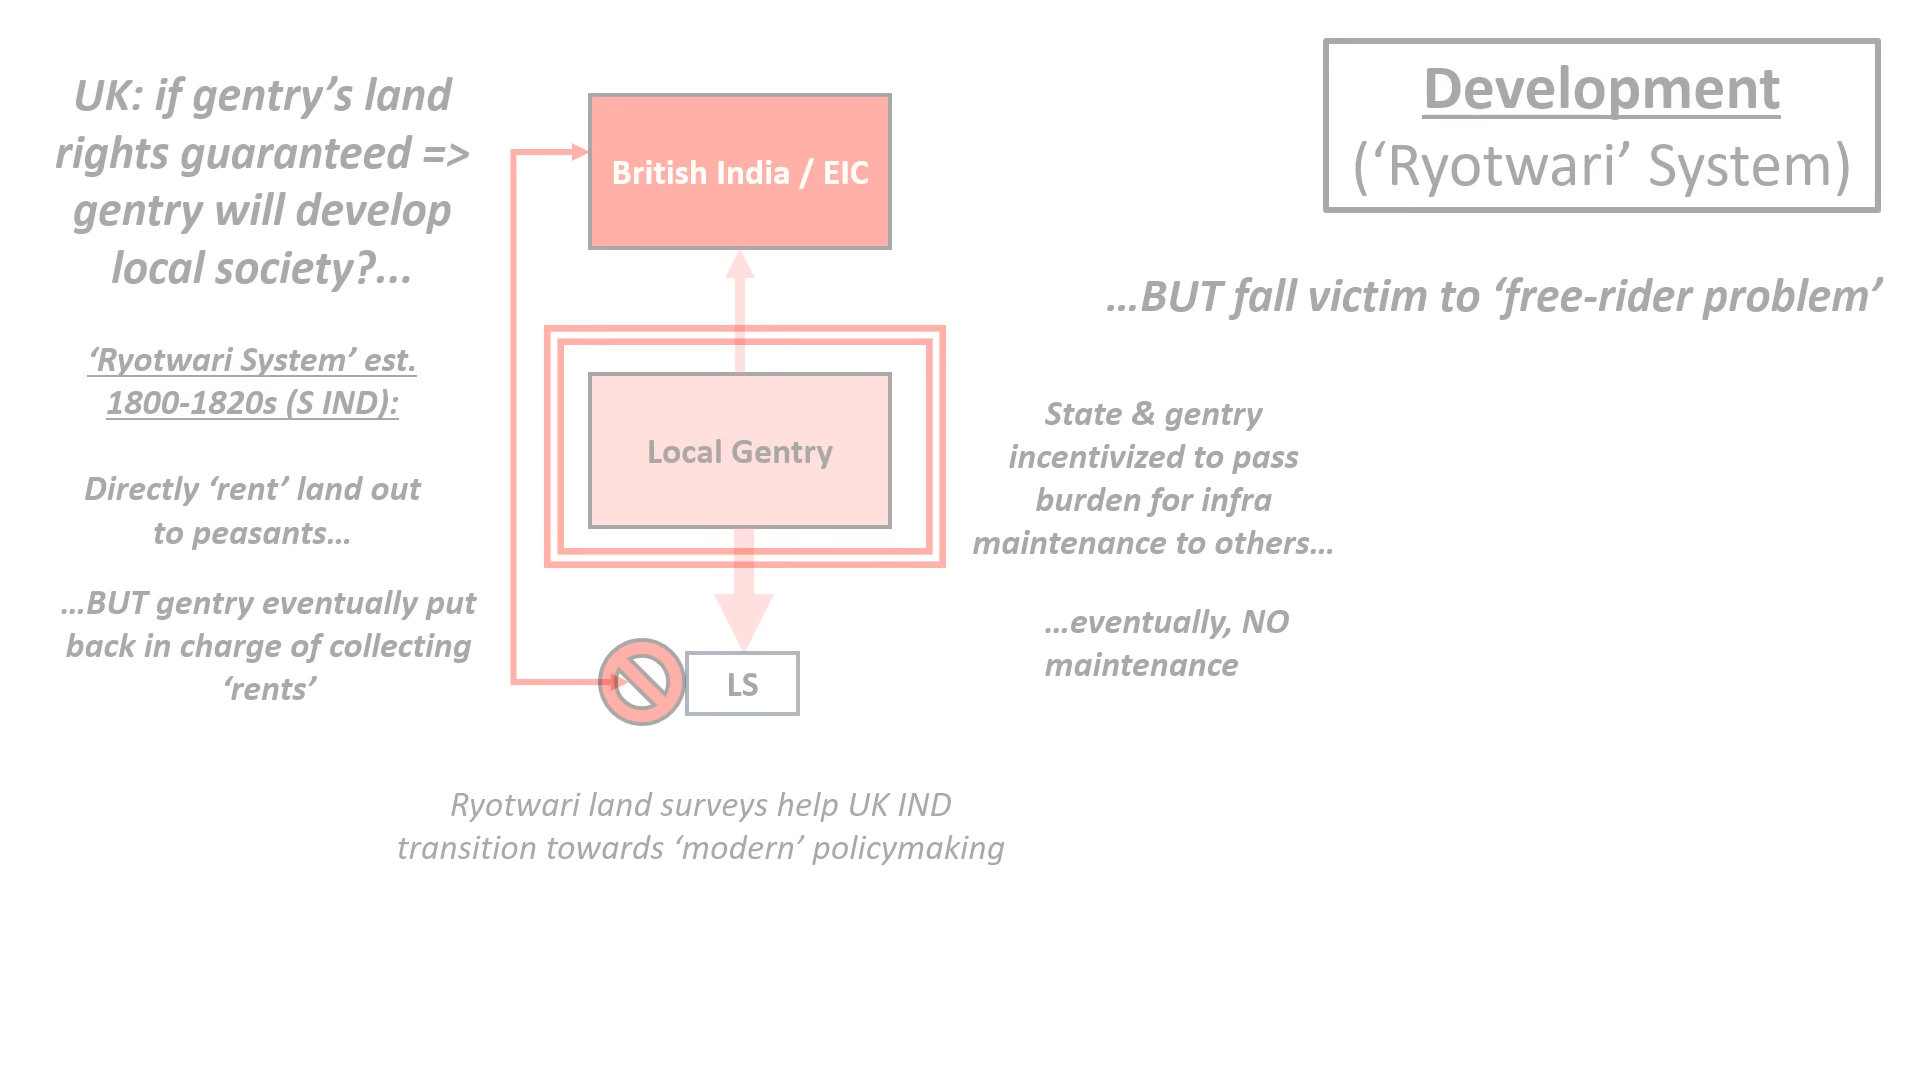 UK: if gentry’s land
rights guaranteed =>
gentry will develop
local society?...
‘Ryotwari System’ est.
1800-1820s (S IND):
Directly ‘rent’ land out
to peasants…
…BUT gentry eventually put
back in charge of collecting
‘rents’
British India / EIC
Local Gentry
LS
Ryotwari land surveys help UK IND
transition towards ‘modern’ policymaking
Development
(‘Ryotwari’ System)
…BUT fall victim to ‘free-rider problem’
State & gentry
incentivized to pass
burden for infra
maintenance to others…
…eventually, NO
maintenance